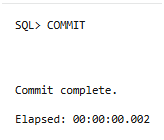 SQL> COMMIT
Commit complete.
Elapsed: 00:00:00.002